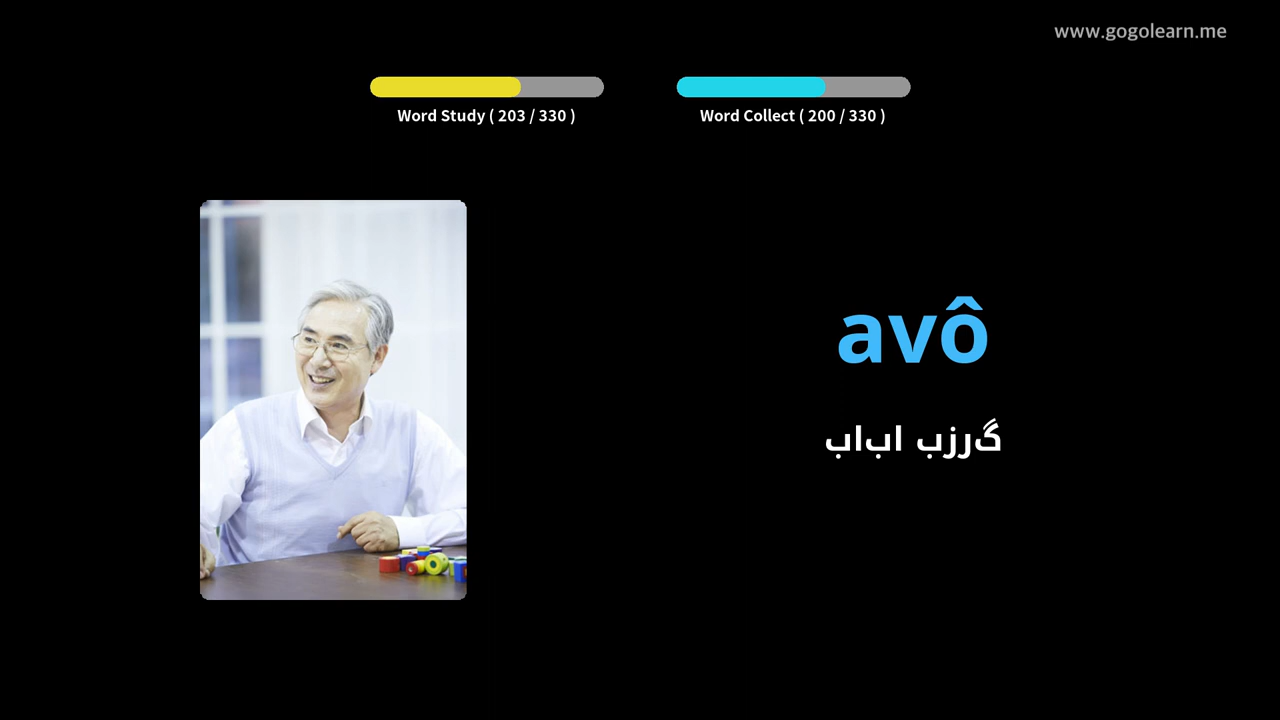 www.gogolearn.me
Word Study ( 203 / 330 )
Word Collect ( 200 / 330 )
avô
گرزب اباب